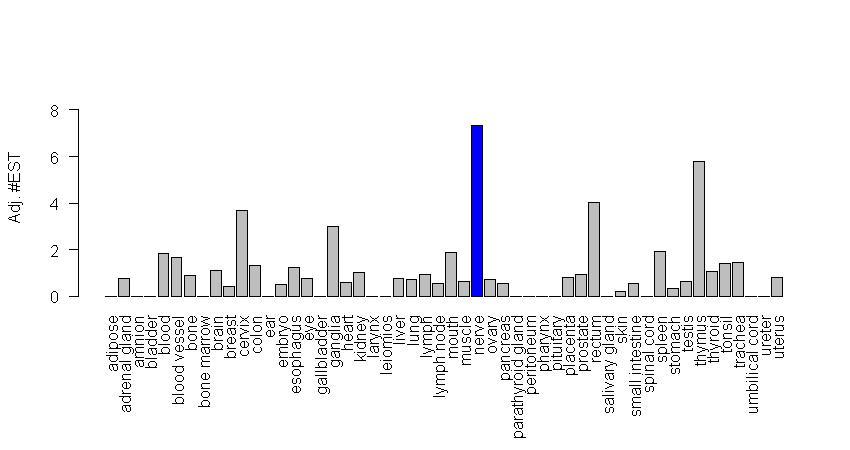 Adj. #EST
8
6
4
2
0
adipose
adrenal gland
amnion
bladder
blood
blood vessel
bone
bone marrow
brain
breast
cervix
colon
ear
embryo
esophagus
eye
gallbladder
ganglia
heart
kidney
larynx
leiomios
liver
lung
lymph
lymph node
mouth
muscle
nerve
ovary
pancreas
parathyroid gland
peritoneum
pharynx
pituitary
placenta
prostate
rectum
salivary gland
skin
small intestine
spinal cord
spleen
stomach
testis
thymus
thyroid
tonsil
trachea
umbilical cord
ureter
uterus